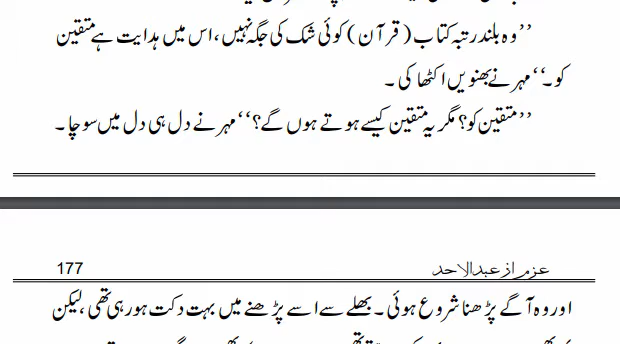 ’’وہ بلند رتبہ کتاب (قرآن) کوئی شک کی جگہ نہیں، اس میں ہدایت ہے متقین
کو۔‘‘ مہر نے بھنویں اکٹھا کی۔
’’متقین کو؟ مگر یہ متقین کیسے ہوتے ہوں گے؟‘‘ مہر نے دل ہی دل میں سوچا۔
عزم از عبدالاحد 177
اور وہ آگے پڑھنا شروع ہوئی۔ بھلے سے اسے پڑھنے میں بہت دکت ہو رہی تھی، لیکن